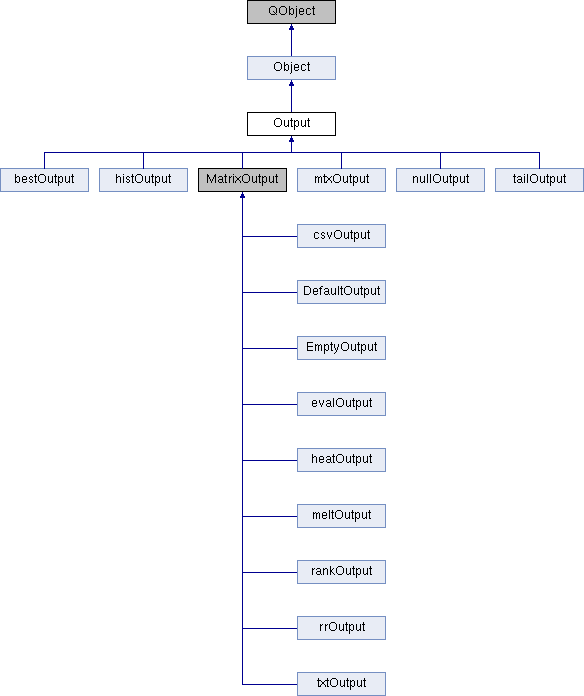 QObject
Object
Output
bestOutput
histOutput
MatrixOutput
mtxOutput
nullOutput
tailOutput
csvOutput
DefaultOutput
EmptyOutput
evalOutput
heatOutput
meltOutput
rankOutput
rrOutput
txtOutput